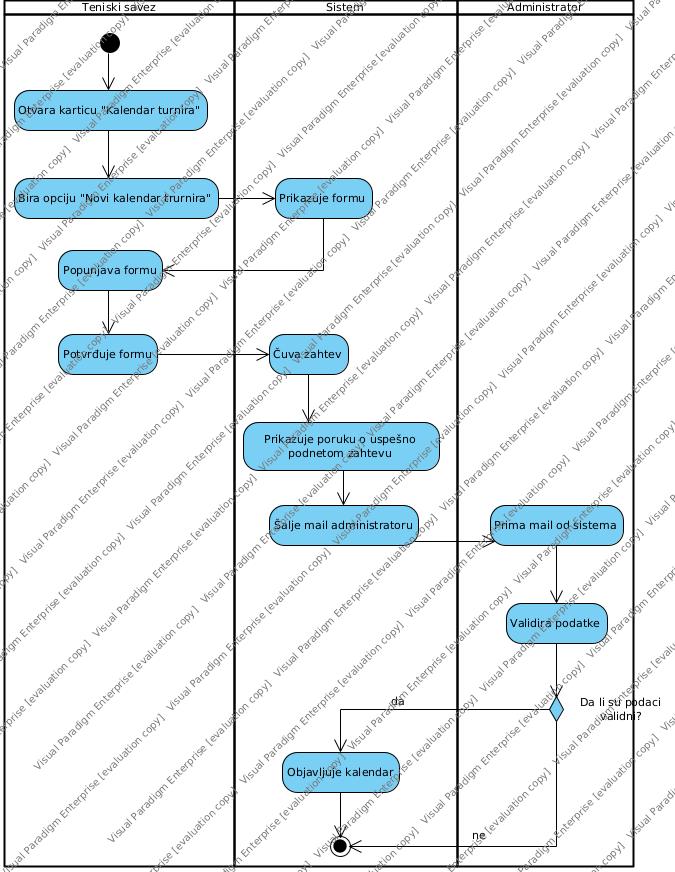 Teniski savez
Sistem
Administrator
Otvara karticu "Kalendar turnira"
Bira opciju "Novi kalendar trurnira"
Prikazuje formu
Popunjava formu
Potvrđuje formu
Čuva zahtev
Prikazuje poruku o uspešno
podnetom zahtevu
Šalje mail administratoru
Prima mail od sistema
Validira podatke
Da li su podaci
validni?
da
Objavljuje kalendar
ne
Visual Paradigm Enterprise [evaluation copy]